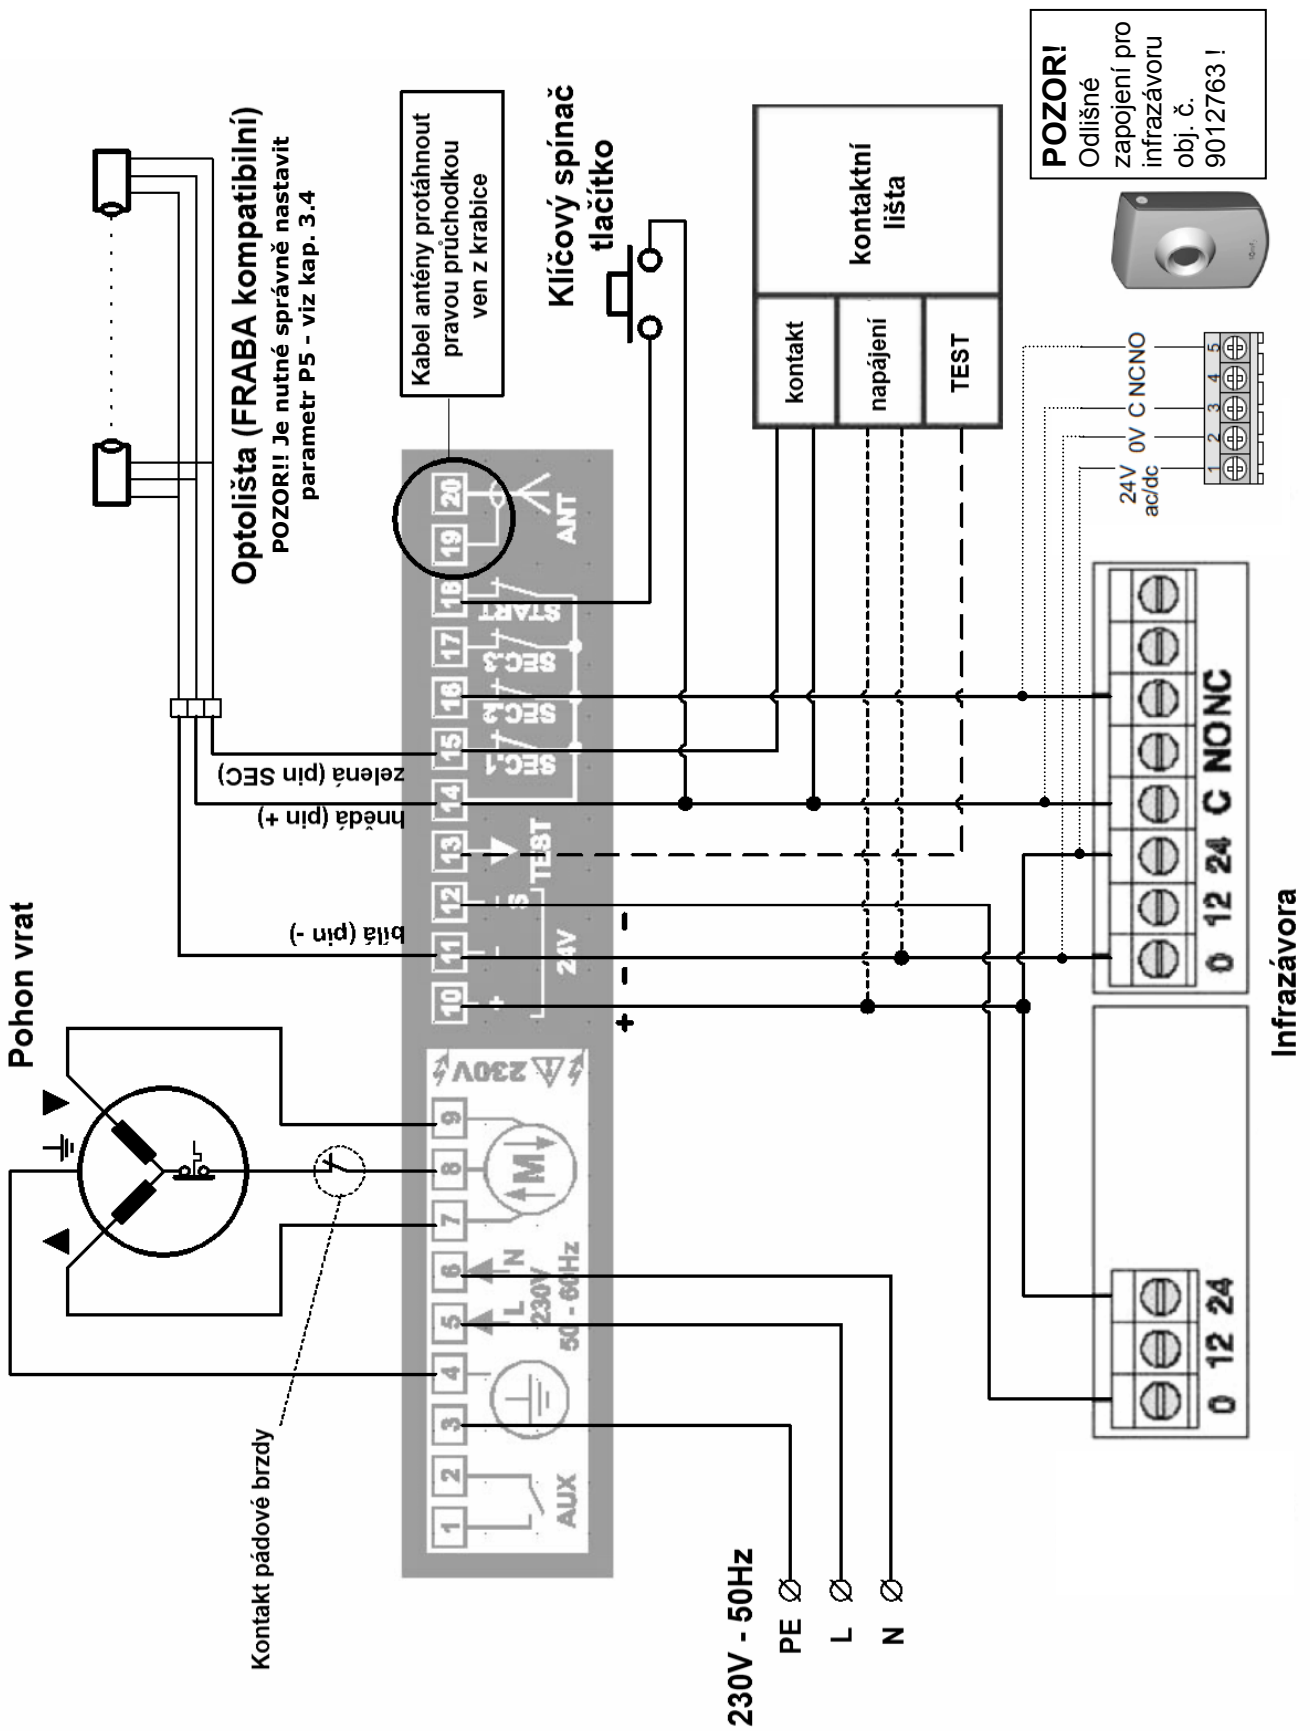 Pohon vrat
Optolišta (FRABA kompatibilní)
POZOR!! Je nutné správně nastavit
parametr P5 - viz kap. 3.4
Kontakt pádové brzdy
bílá (pin -)
hnědá (pin +)
zelená (pin SEC)
Kabel antény protáhnout
pravou průchodkou
ven z krabice
1
2
3
4
5
6
7
8
9
10
11
12
13
14
15
16
17
18
19
20
AUX
L
N
230V
50 - 60Hz
M
230V
+
-
-
S
24V
TEST
SEC.1
SEC.2
SEC.3
START
ANT
+
-
-
Klíčový spínač
tlačítko
230V - 50Hz
PE
L
N
kontakt
napájení
TEST
kontaktní
lišta
0
12
24
0
12
24
C
NO
NC
Infrazávora
24V
ac/dc
0V
C
NC
NO
1
2
3
4
5
POZOR!
Odlišné
zapojení pro
infrazávoru
obj. č.
9012763 !